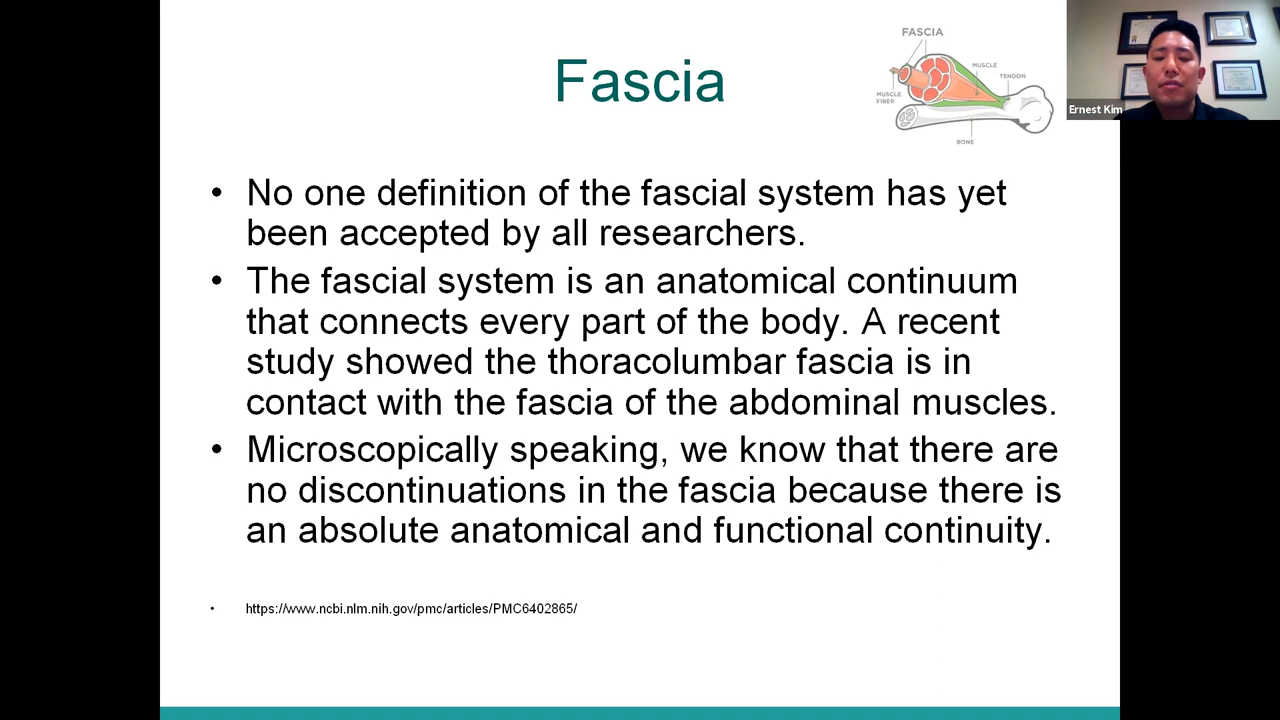 Fascia
FASCIA
MUSCLE
TENDON
MUSCLE
FIBER
BONE
Ernest Kim
• No one definition of the fascial system has yet
been accepted by all researchers.
• The fascial system is an anatomical continuum
that connects every part of the body. A recent
study showed the thoracolumbar fascia is in
contact with the fascia of the abdominal muscles.
• Microscopically speaking, we know that there are
no discontinuations in the fascia because there is
an absolute anatomical and functional continuity.
• https://www.ncbi.nlm.nih.gov/pmc/articles/PMC6402865/